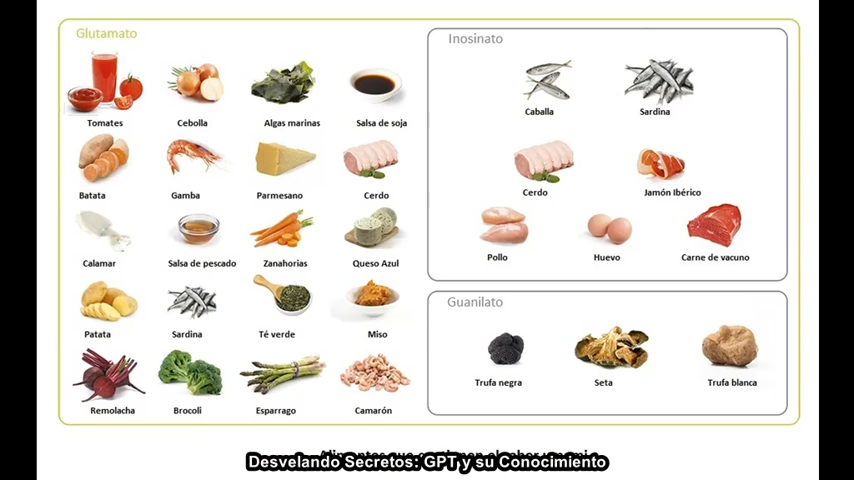 Glutamato
Tomates
Cebolla
Algas marinas
Salsa de soja
Batata
Gamba
Parmesano
Cerdo
Calamar
Salsa de pescado
Zanahorias
Queso Azul
Patata
Sardina
Té verde
Miso
Remolacha
Brocoli
Esparrago
Camarón
Inosinato
Caballa
Sardina
Cerdo
Jamón Ibérico
Pollo
Huevo
Carne de vacuno
Guanilato
Trufa negra
Seta
Trufa blanca
Desvelando Secretos: GPT y su Conocimiento